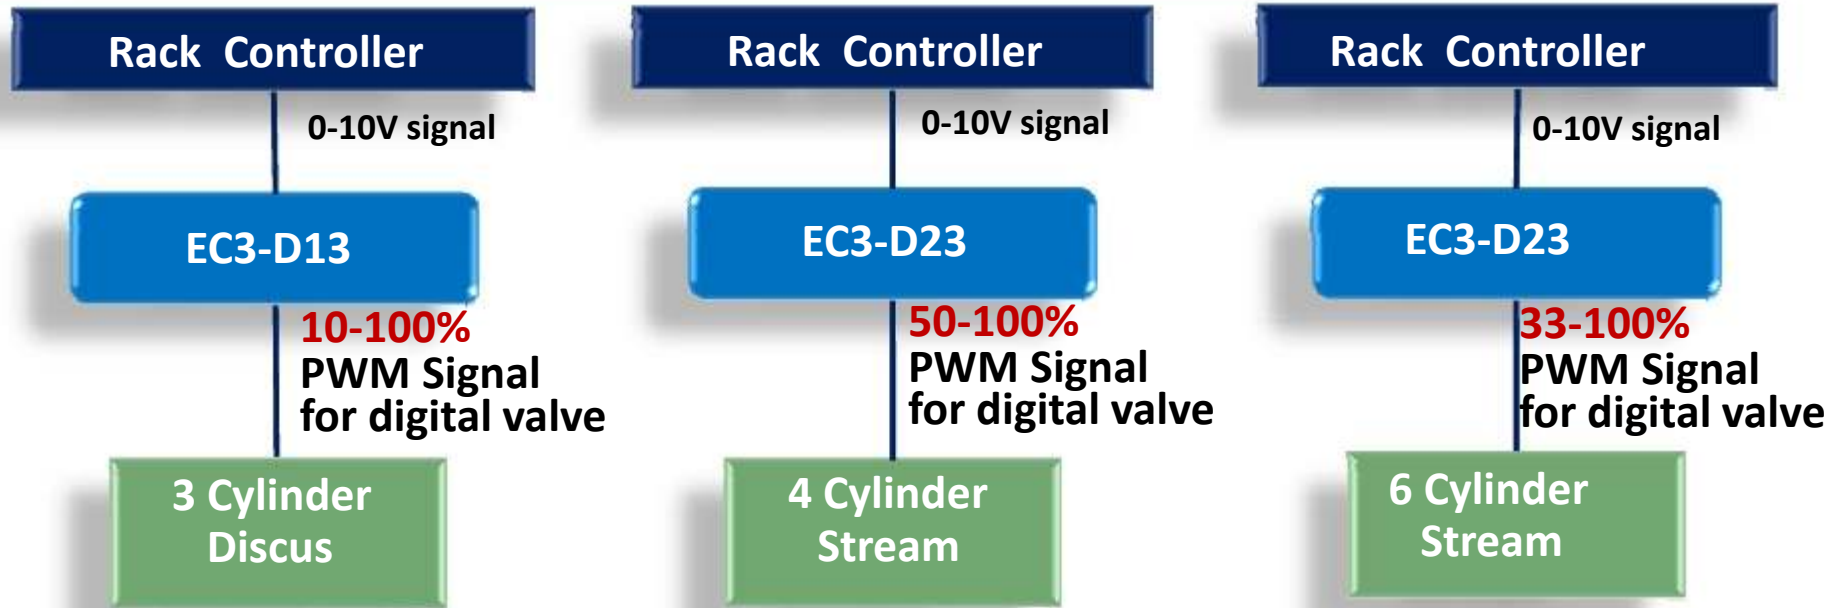 Rack Controller
0-10V signal
EC3-D13
10-100%
PWM Signal
for digital valve
3 Cylinder
Discus
Rack Controller
0-10V signal
EC3-D23
50-100%
PWM Signal
for digital valve
4 Cylinder
Stream
Rack Controller
0-10V signal
EC3-D23
33-100%
PWM Signal
for digital valve
6 Cylinder
Stream